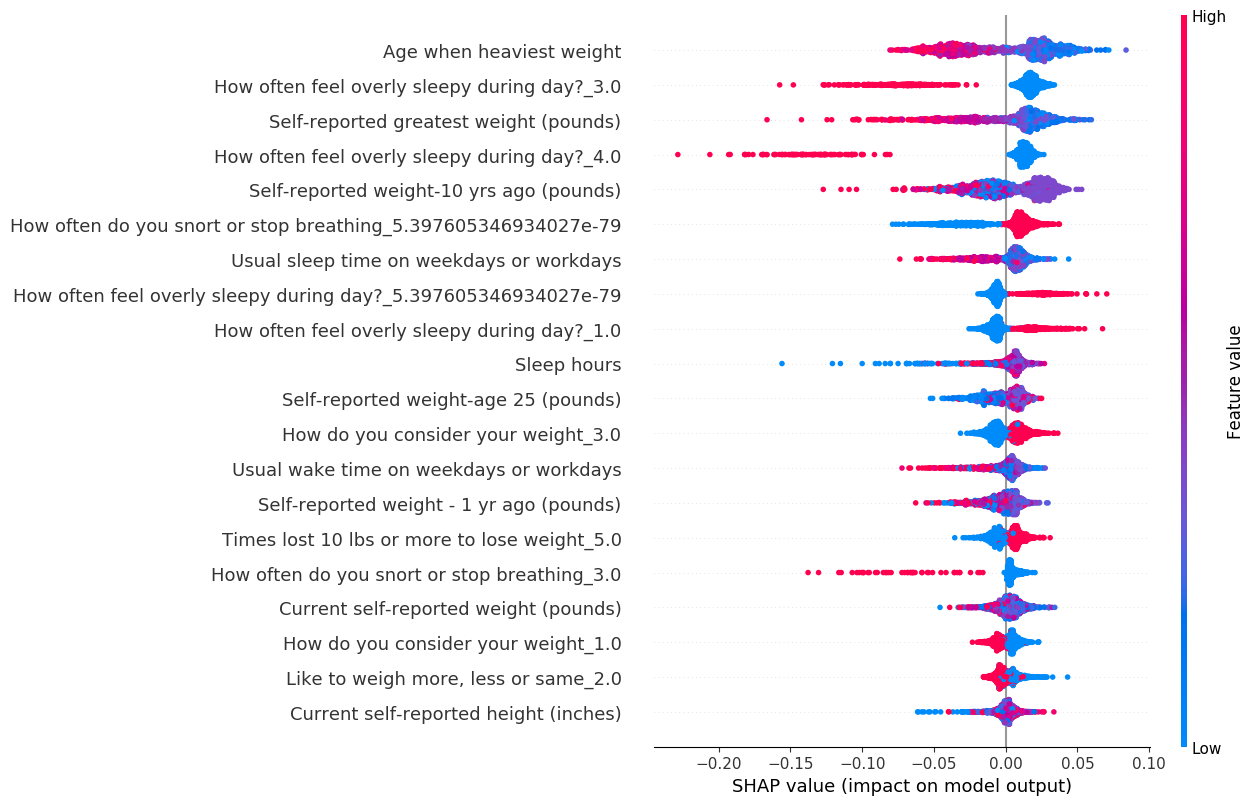 High
Age when heaviest weight
How often feel overly sleepy during day?_3.0
Self-reported greatest weight (pounds)
How often feel overly sleepy during day?_4.0
Self-reported weight-10 yrs ago (pounds)
How often do you snort or stop breathing_5.397605346934027e-79
Usual sleep time on weekdays or workdays
How often feel overly sleepy during day?_5.397605346934027e-79
How often feel overly sleepy during day?_1.0
Sleep hours
Self-reported weight-age 25 (pounds)
How do you consider your weight_3.0
Usual wake time on weekdays or workdays
Self-reported weight - 1 yr ago (pounds)
Times lost 10 lbs or more to lose weight_5.0
How often do you snort or stop breathing_3.0
Current self-reported weight (pounds)
How do you consider your weight_1.0
Like to weigh more, less or same_2.0
Current self-reported height (inches)
Feature value
Low
−0.20 −0.15 −0.10 −0.05 0.00 0.05 0.10
SHAP value (impact on model output)